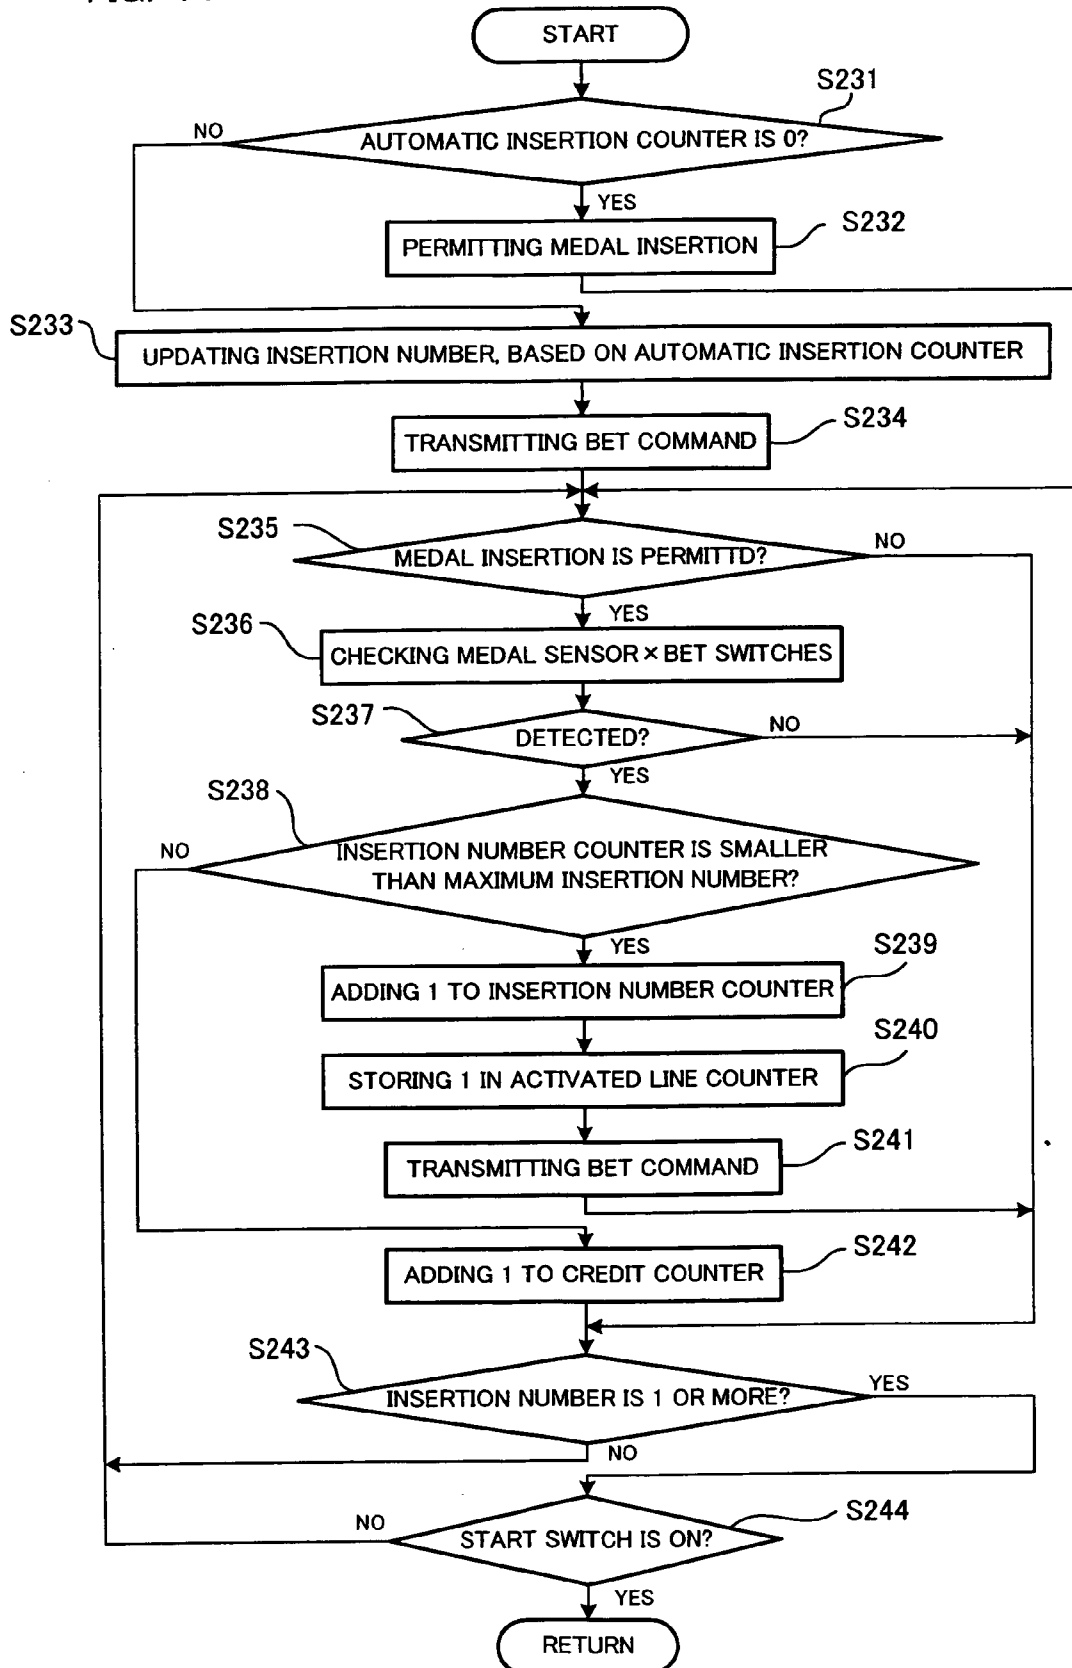 START
S231
AUTOMATIC INSERTION COUNTER IS 0?
NO
YES
S232
PERMITTING MEDAL INSERTION
S233
UPDATING INSERTION NUMBER, BASED ON AUTOMATIC INSERTION COUNTER
S234
TRANSMITTING BET COMMAND
S235
MEDAL INSERTION IS PERMITTD?
NO
YES
S236
CHECKING MEDAL SENSOR × BET SWITCHES
S237
DETECTED?
NO
YES
S238
NO
INSERTION NUMBER COUNTER IS SMALLER
THAN MAXIMUM INSERTION NUMBER?
YES
S239
ADDING 1 TO INSERTION NUMBER COUNTER
S240
STORING 1 IN ACTIVATED LINE COUNTER
S241
TRANSMITTING BET COMMAND
S242
ADDING 1 TO CREDIT COUNTER
S243
INSERTION NUMBER IS 1 OR MORE?
YES
NO
S244
NO
START SWITCH IS ON?
YES
RETURN